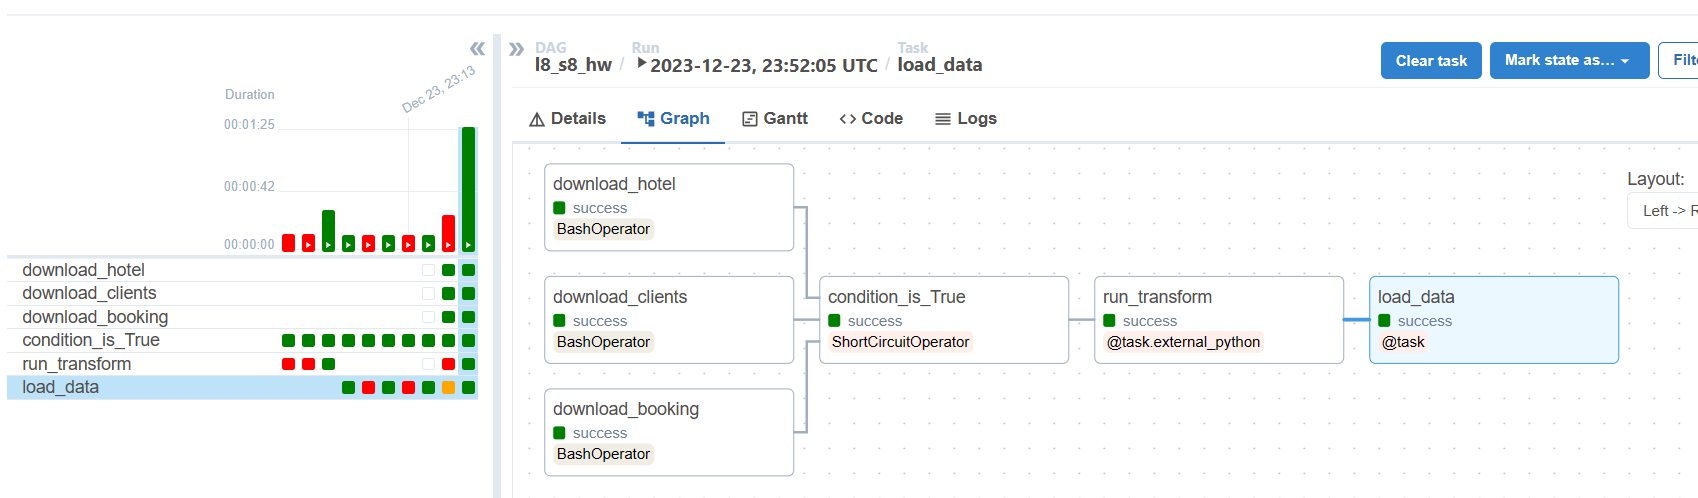 Duration
Dec 23, 23:13
00:01:25
00:00:42
00:00:00
download_hotel
download_clients
download_booking
condition_is_True
run_transform
load_data
DAG
l8_s8_hw /
Run
2023-12-23, 23:52:05 UTC /
Task
load_data
Clear task
Mark state as...
Filte
Details
Graph
Gantt
Code
Logs
download_hotel
success
BashOperator
download_clients
success
BashOperator
download_booking
success
BashOperator
condition_is_True
success
ShortCircuitOperator
run_transform
success
@task.external_python
load_data
success
@task
Layout:
Left -> R